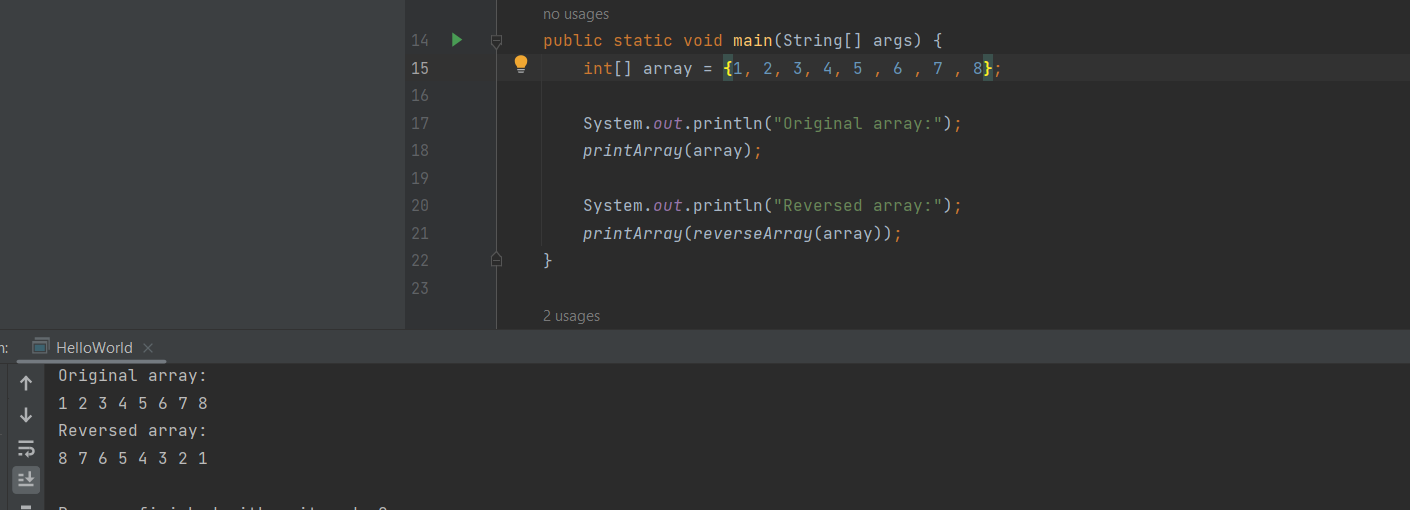 no usages
14 public static void main(String[] args) {
15 int[] array = {1, 2, 3, 4, 5 , 6 , 7 , 8};
16
17 System.out.println("Original array:");
18 printArray(array);
19
20 System.out.println("Reversed array:");
21 printArray(reverseArray(array));
22 }
23
2 usages
HelloWorld
Original array:
1 2 3 4 5 6 7 8
Reversed array:
8 7 6 5 4 3 2 1